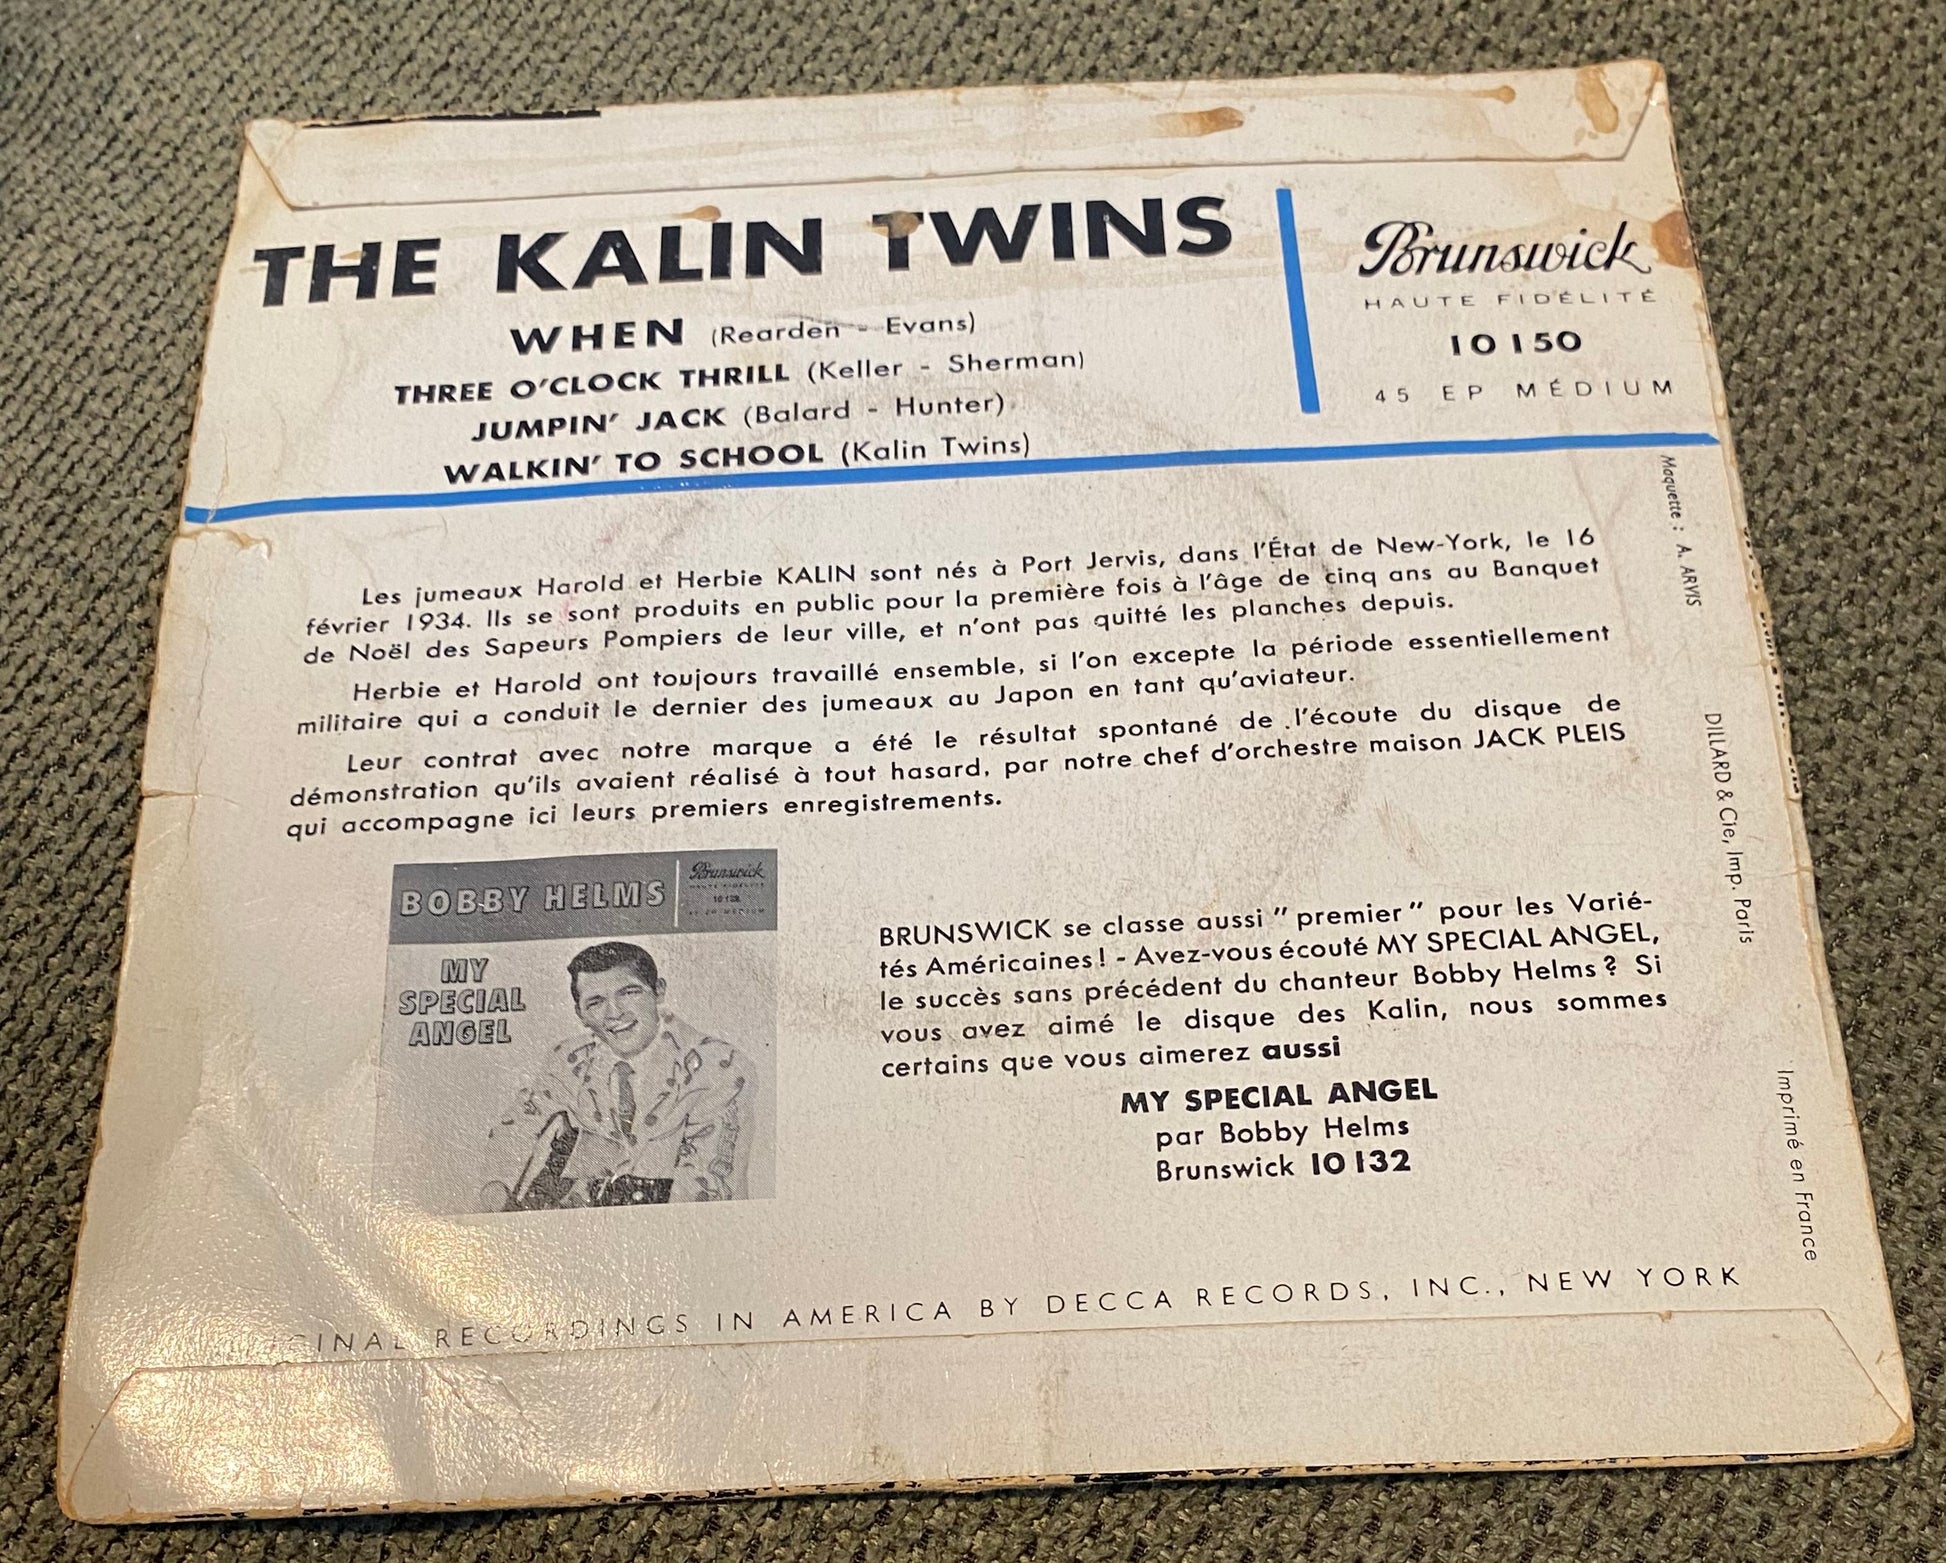 THE KALIN TWINS
WHEN (Rearden - Evans)
THREE O'CLOCK THRILL (Keller - Sherman)
JUMPIN' JACK (Balard - Hunter)
WALKIN' TO SCHOOL (Kalin Twins)
Brunswick
HAUTE FIDÉLITÉ
10 150
45 EP MÉDIUM
Les jumeaux Harold et Herbie KALIN sont nés à Port Jervis, dans l'État de New-York, le 16
février 1934. Ils se sont produits en public pour la première fois à l'âge de cinq ans au Banquet
de Noël des Sapeurs Pompiers de leur ville, et n'ont pas quitté les planches depuis.
Herbie et Harold ont toujours travaillé ensemble, si l'on excepte la période essentiellement
militaire qui a conduit le dernier des jumeaux au Japon en tant qu'aviateur.
Leur contrat avec notre marque a été le résultat spontané de l'écoute du disque de
démonstration qu'ils avaient réalisé à tout hasard, par notre chef d'orchestre maison JACK PLEIS
qui accompagne ici leurs premiers enregistrements.
BOBBY HELMS
Brunswick
HAUTE FIDÉLITÉ
10 132
45 EP MÉDIUM
MY
SPECIAL
ANGEL
BRUNSWICK se classe aussi "premier" pour les Varié-
tés Américaines! - Avez-vous écouté MY SPECIAL ANGEL,
le succès sans précédent du chanteur Bobby Helms? Si
vous avez aimé le disque des Kalin, nous sommes
certains que vous aimerez aussi
MY SPECIAL ANGEL
par Bobby Helms
Brunswick 10 132
RECORDINGS IN AMERICA BY DECCA RECORDS, INC., NEW YORK
Maquette : A. ARVIS
DILLARD & Cie, Imp. Paris
Imprimé en France